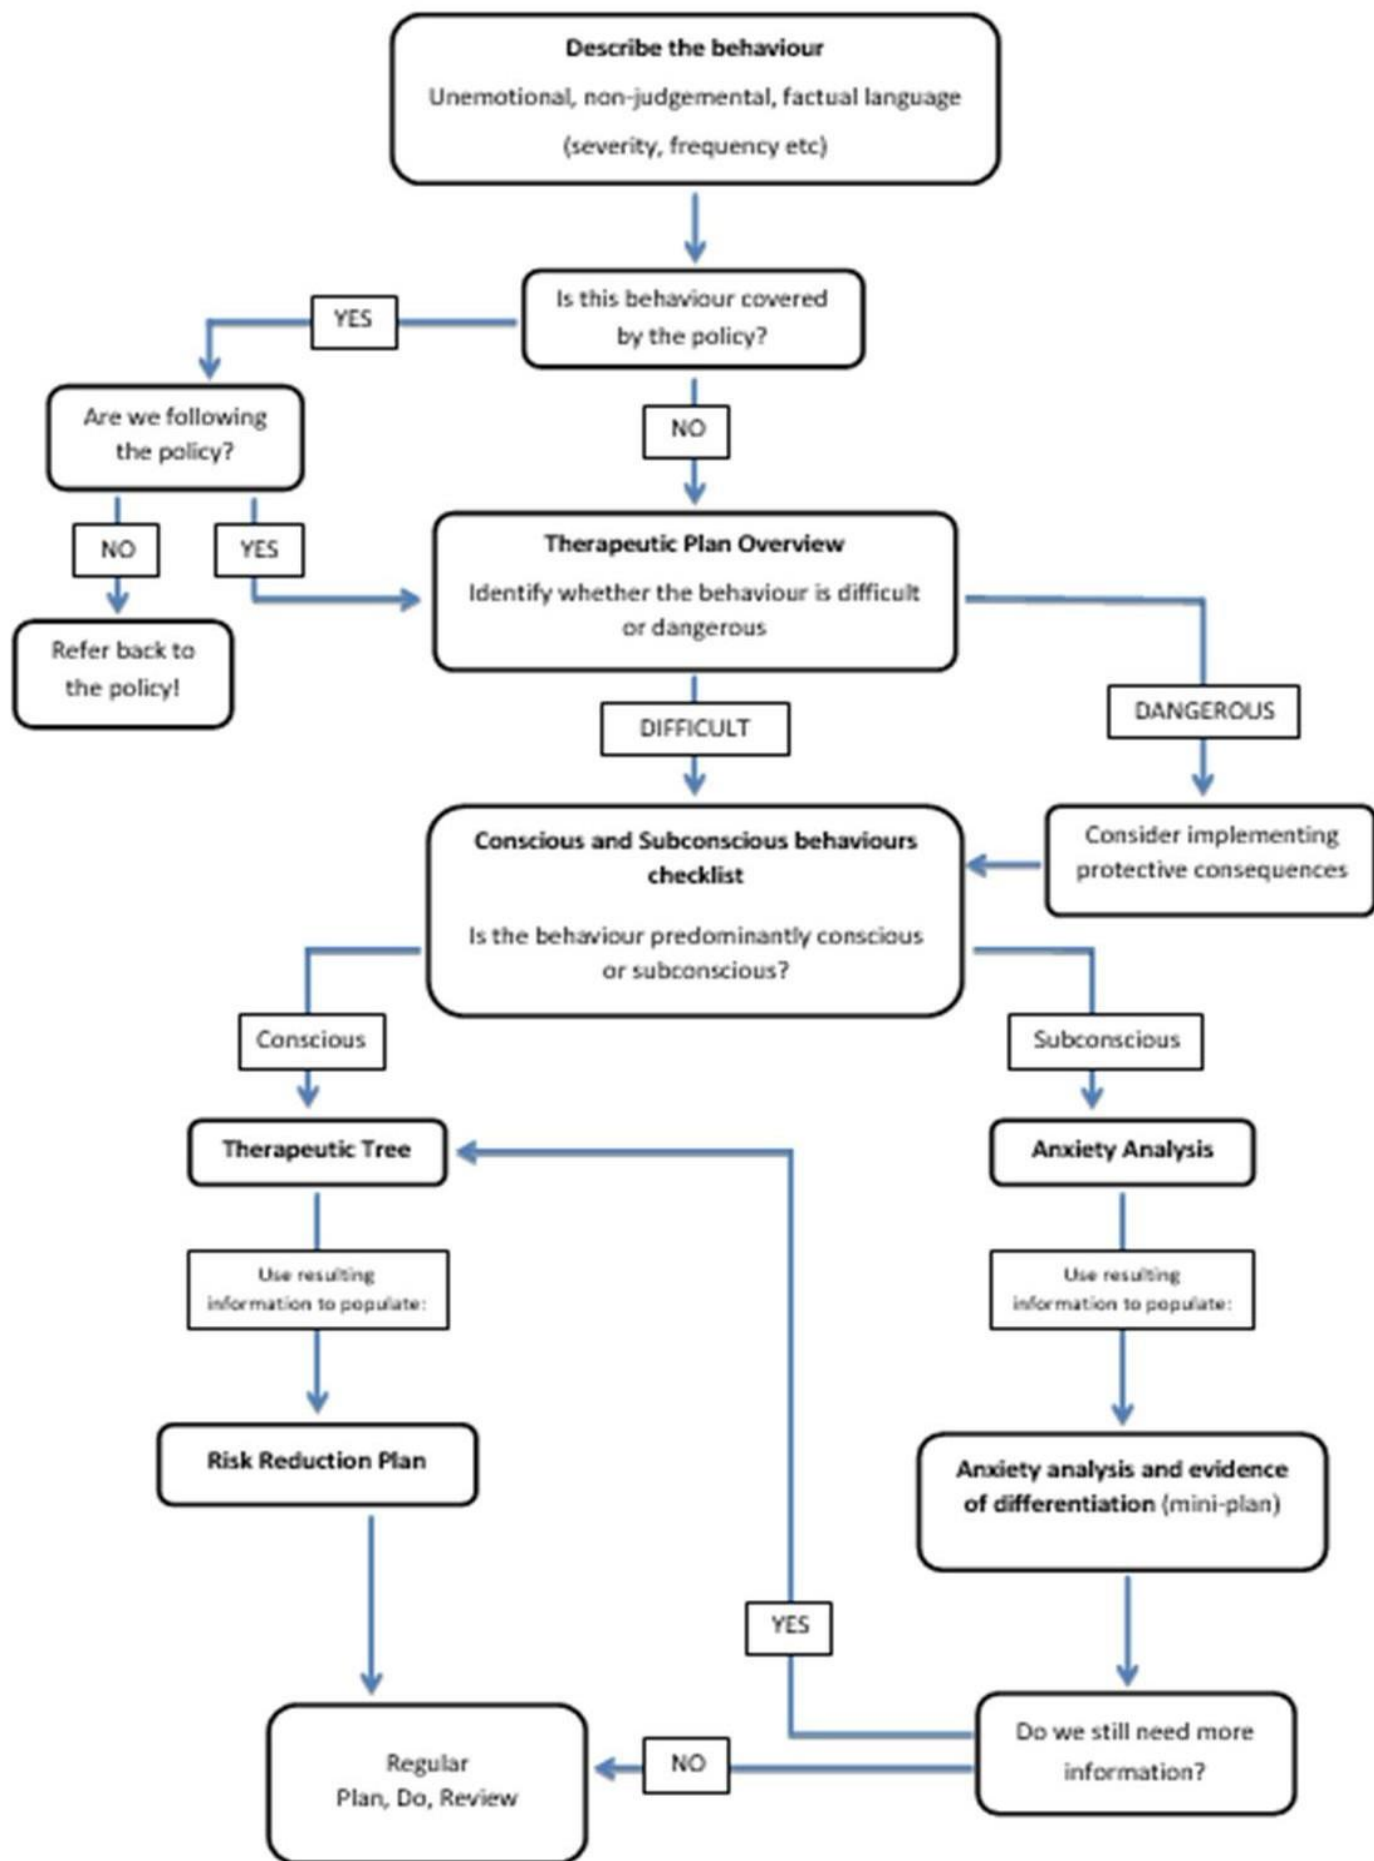 Describe the behaviour
Unemotional, non-judgemental, factual language
(severity, frequency etc)
Is this behaviour covered
by the policy?
YES
Are we following
the policy?
NO
NO
YES
Therapeutic Plan Overview
Identify whether the behaviour is difficult
or dangerous
Refer back to
the policy!
DIFFICULT
DANGEROUS
Conscious and Subconscious behaviours
checklist
Is the behaviour predominantly conscious
or subconscious?
Consider implementing
protective consequences
Conscious
Subconscious
Therapeutic Tree
Anxiety Analysis
Use resulting
information to populate:
Use resulting
information to populate:
Risk Reduction Plan
Anxiety analysis and evidence
of differentiation (mini-plan)
YES
Do we still need more
information?
NO
Regular
Plan, Do, Review